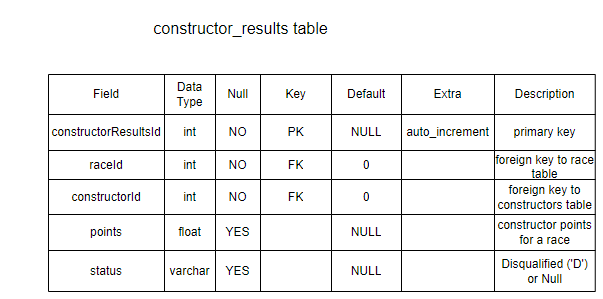 constructor_results table
Field Data Type Null Key Default Extra Description
constructorResultsId int NO PK NULL auto_increment primary key
raceId int NO FK 0 foreign key to race table
constructorId int NO FK 0 foreign key to constructors table
points float YES NULL constructor points for a race
status varchar YES NULL Disqualified ('D') or Null